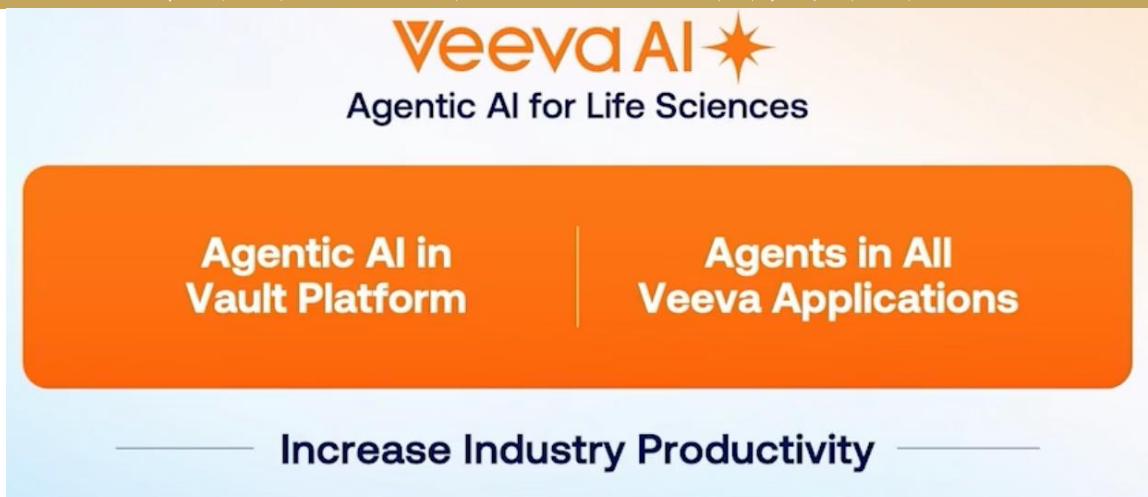 Veeva AI
Agentic AI for Life Sciences
Agentic AI in
Vault Platform
Agents in All
Veeva Applications
Increase Industry Productivity